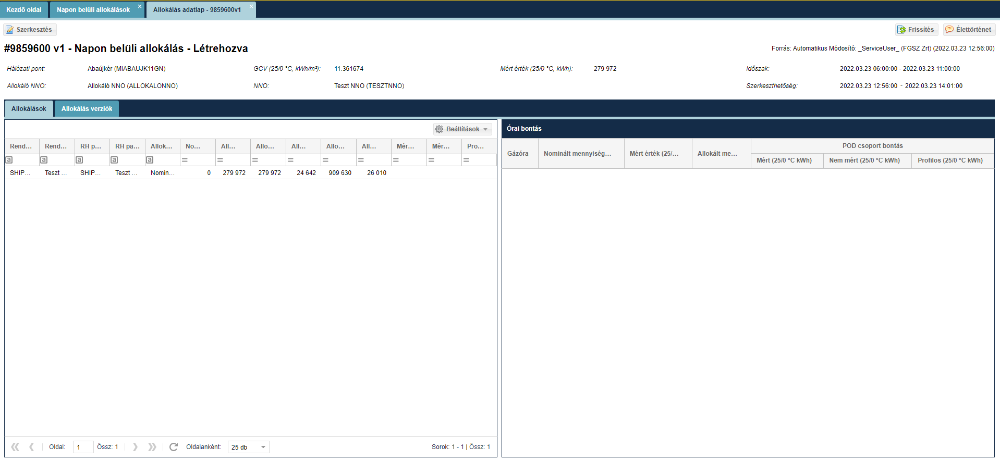 Kezdő oldal
Napon belüli allokálások
Allokálás adatlap - 9859600v1
Szerkesztés
Frissítés
Élettörténet
#9859600 v1 - Napon belüli allokálás - Létrehozva
Forrás: Automatikus Módosító: _ServiceUser_ (FGSZ Zrt) (2022.03.23 12:56:00)
Hálózati pont: Abaújkér (MIABAUJK11GN) GCV (25/0 °C, kWh/m³): 11.361674 Mért érték (25/0 °C, kWh): 279 972 Időszak: 2022.03.23 06:00:00 - 2022.03.23 11:00:00
Allokáló NNO: Allokáló NNO (ALLOKALONNO) NNO: Teszt NNO (TESZTNNO) Szerkeszthetőség: 2022.03.23 12:56:00 - 2022.03.23 14:01:00
Allokálások
Allokálás verziók
Beállítások
Rend... Rend... RH p... RH pa... Allok... No... All... Allo... All... Allo... All... Mér... Mér... Pro...
a a a a a = = = = = = = = =
SHIP... Teszt ... SHIP... Teszt ... Nomin... 0 279 972 279 972 24 642 909 630 26 010
Oldal: 1 Össz: 1 Oldalanként: 25 db Sorok: 1 - 1 | Össz: 1
Órai bontás
Gázóra Nominált mennyiség... Mért érték (25/... Allokált me... POD csoport bontás
Mért (25/0 °C kWh) Nem mért (25/0 °C kWh) Profilos (25/0 °C kWh)